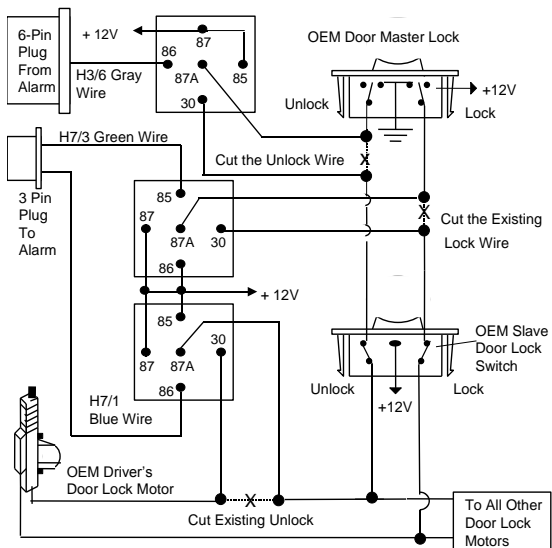 6-Pin
Plug
From
Alarm
+ 12V
86
87
87A
85
30
H3/6 Gray
Wire
OEM Door Master Lock
+12V
Unlock
Lock
H7/3 Green Wire
Cut the Unlock Wire
X
3 Pin
Plug
To
Alarm
85
87
87A
30
86
X
Cut the Existing
Lock Wire
+ 12V
85
30
87
87A
86
H7/1
Blue Wire
OEM Slave
Door Lock
Switch
Unlock
Lock
+12V
OEM Driver's
Door Lock Motor
X
Cut Existing Unlock
To All Other
Door Lock
Motors